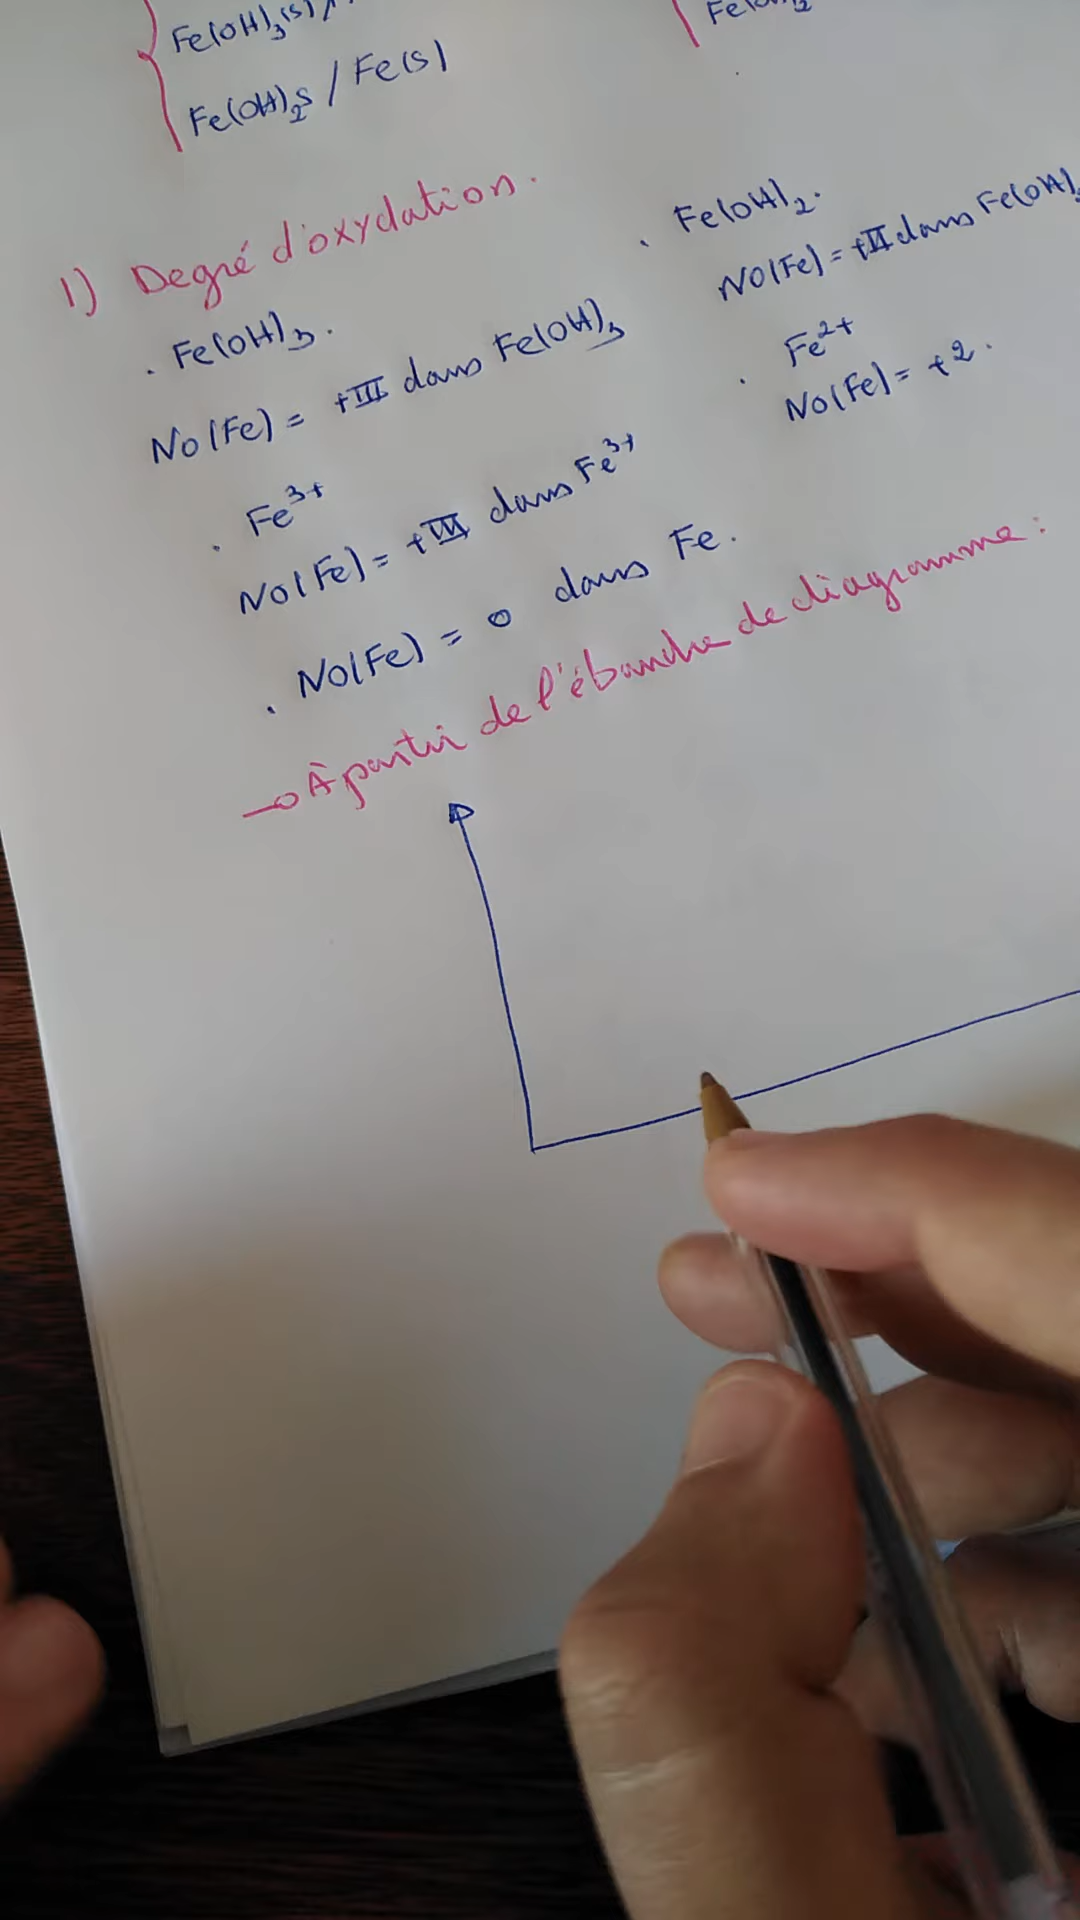 Fe(OH)3(s) /
Fe(OH)2s / Fe(s)
1) Degré d'oxydation.
. Fe(OH)3.
No(Fe) = +III dans Fe(OH)3
. Fe3+
No(Fe) = +III dans Fe3+
. No(Fe) = 0 dans Fe.
. Fe(OH)2.
No(Fe) = +II dans Fe(OH)2
. Fe2+
No(Fe) = +2.
→ À partir de l'ébauche de diagramme :